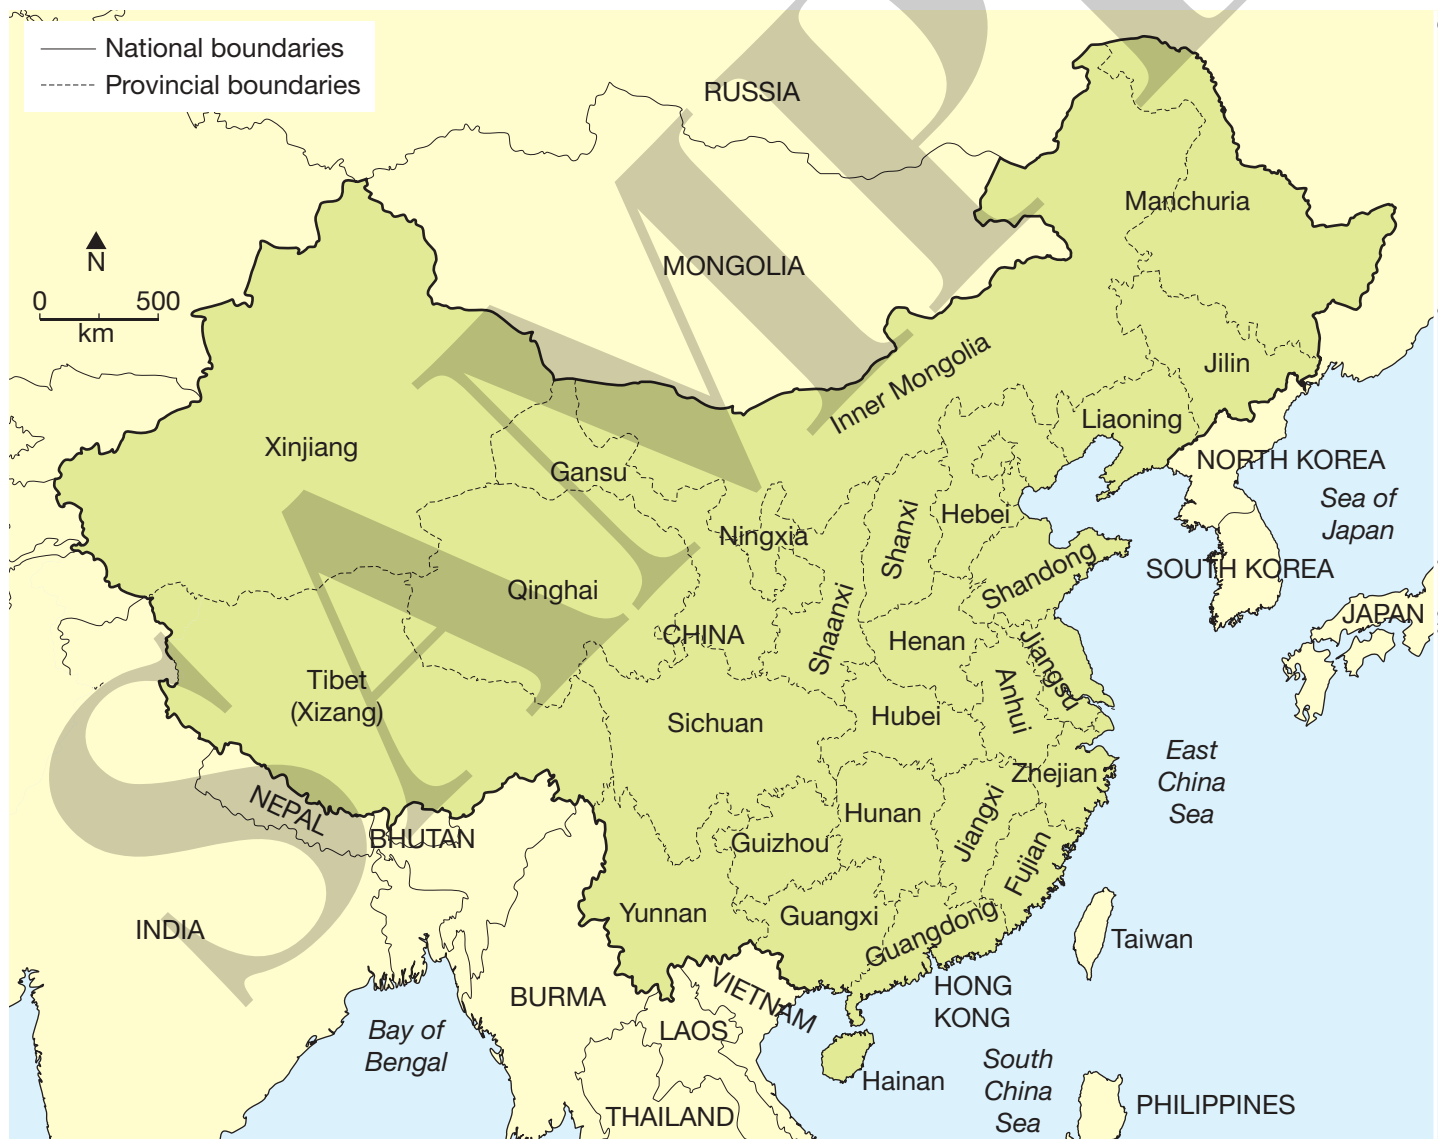 National boundaries
Provincial boundaries
RUSSIA
Manchuria
N
0 500
km
MONGOLIA
Inner Mongolia
Jilin
Liaoning
Xinjiang
Gansu
NORTH KOREA
Sea of
Japan
Ningxia
Shanxi
Hebei
Shandong
SOUTH KOREA
Qinghai
CHINA
Shaanxi
Henan
Jiangsu
JAPAN
Tibet
(Xizang)
Sichuan
Hubei
Anhui
East
China
Sea
Zhejian
NEPAL
BHUTAN
Guizhou
Hunan
Jiangxi
Fujian
INDIA
Yunnan
Guangxi
Guangdong
Taiwan
BURMA
VIETNAM
HONG
KONG
Bay of
Bengal
LAOS
Hainan
South
China
Sea
THAILAND
PHILIPPINES
SAMP